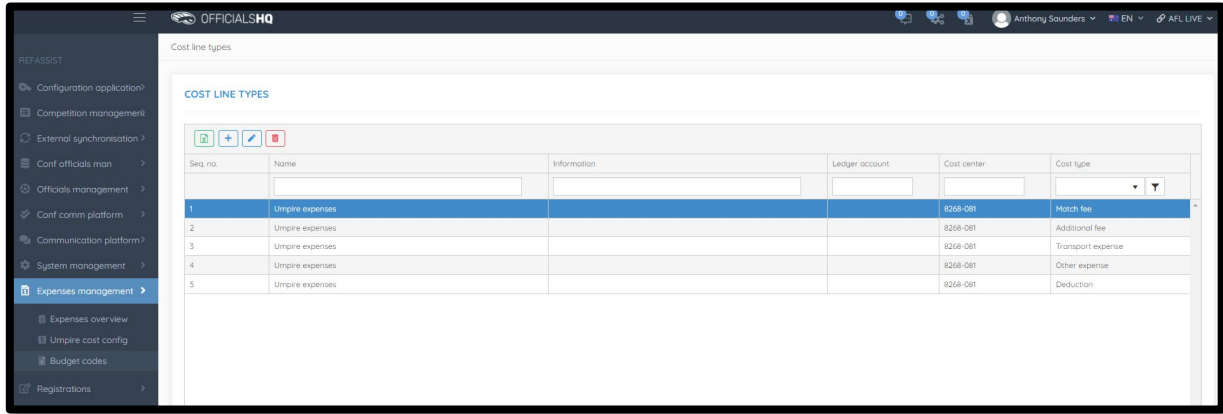 OFFICIALSHQ
0 0 0 Anthony Saunders EN AFL LIVE
REFASSIST
Configuration application
Competition management
External synchronisation
Conf officials man
Officials management
Conf comm platform
Communication platform
System management
Expenses management
Expenses overview
Umpire cost config
Budget codes
Registrations
Cost line types
COST LINE TYPES
Seq. no. Name Information Ledger account Cost center Cost type
1 Umpire expenses 8268-081 Match fee
2 Umpire expenses 8268-081 Additional fee
3 Umpire expenses 8268-081 Transport expense
4 Umpire expenses 8268-081 Other expense
5 Umpire expenses 8268-081 Deduction